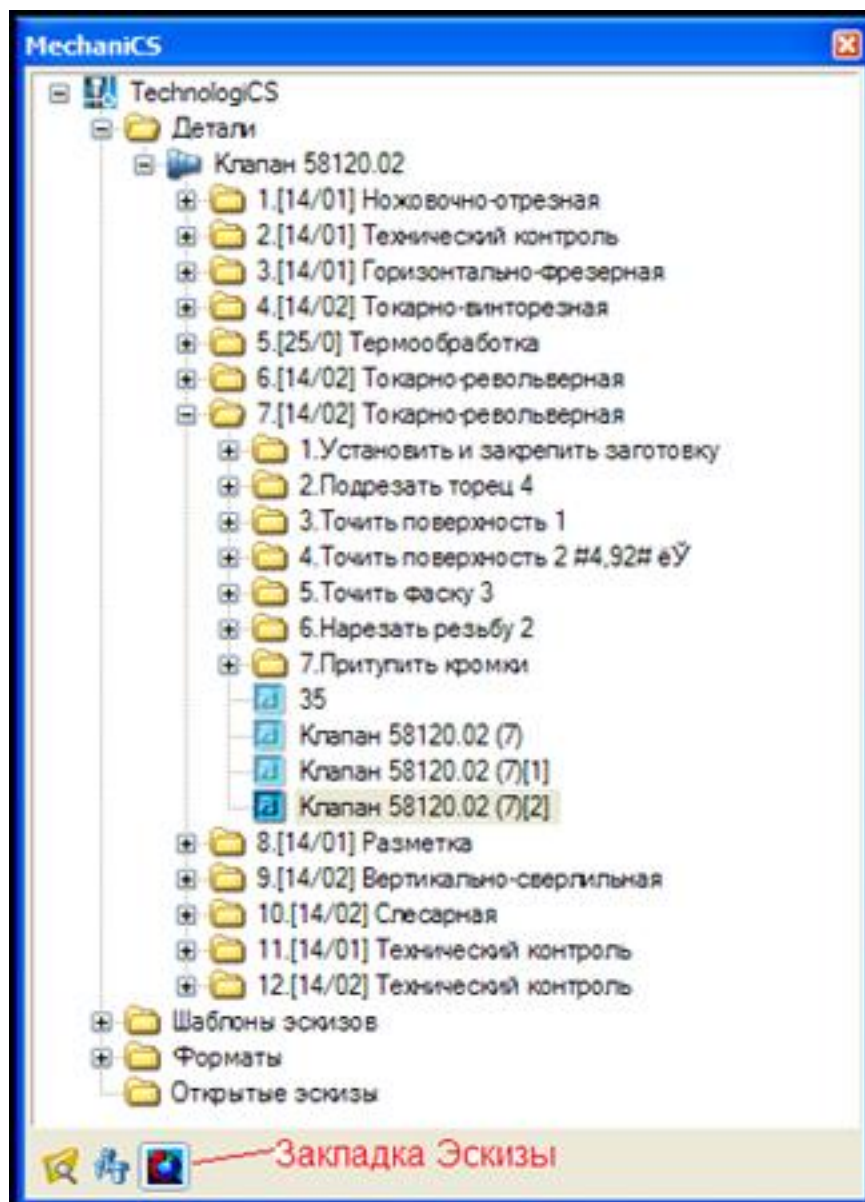 MechaniCS
TechnologiCS
Детали
Клапан 58120.02
1.[14/01] Ножовочно-отрезная
2.[14/01] Технический контроль
3.[14/01] Горизонтально-фрезерная
4.[14/02] Токарно-винторезная
5.[25/0] Термообработка
6.[14/02] Токарно-револьверная
7.[14/02] Токарно-револьверная
1.Установить и закрепить заготовку
2.Подрезать торец 4
3.Точить поверхность 1
4.Точить поверхность 2 #4,92# ѐЎ
5.Точить фаску 3
6.Нарезать резьбу 2
7.Притупить кромки
35
Клапан 58120.02 (7)
Клапан 58120.02 (7)[1]
Клапан 58120.02 (7)[2]
8.[14/01] Разметка
9.[14/02] Вертикально-сверлильная
10.[14/02] Слесарная
11.[14/01] Технический контроль
12.[14/02] Технический контроль
Шаблоны эскизов
Форматы
Открытые эскизы
Закладка Эскизы